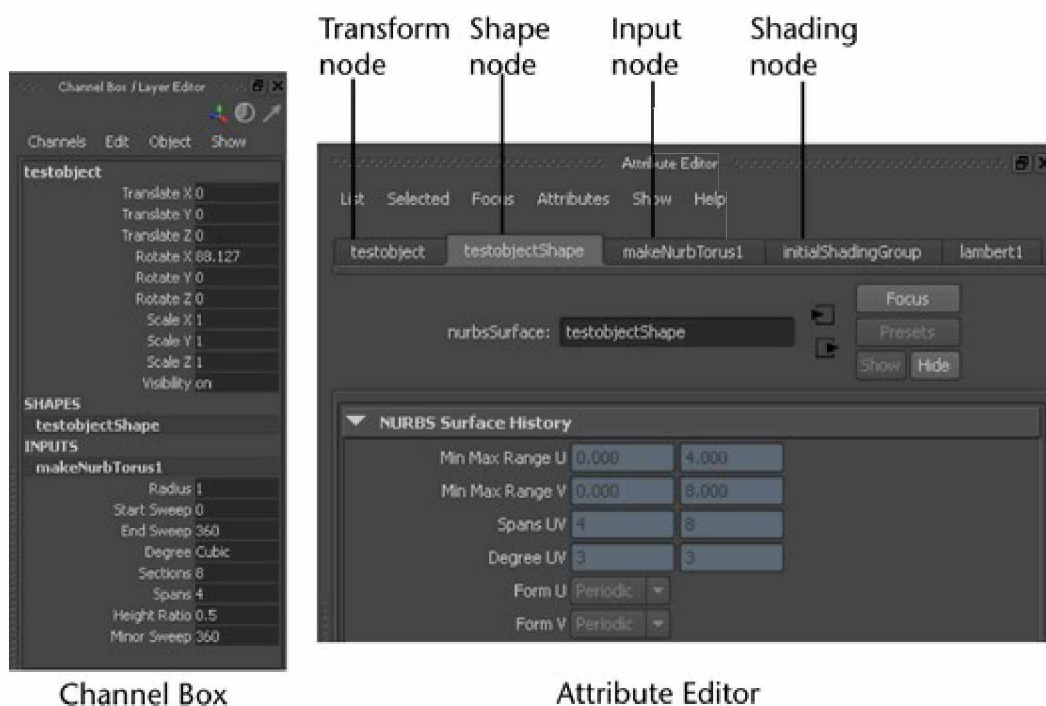 Transform node
Shape node
Input node
Shading node
Channel Box / Layer Editor
Channels Edit Object Show
testobject
Translate X 0
Translate Y 0
Translate Z 0
Rotate X 88.127
Rotate Y 0
Rotate Z 0
Scale X 1
Scale Y 1
Scale Z 1
Visibility on
SHAPES
testobjectShape
INPUTS
makeNurbTorus1
Radius 1
Start Sweep 0
End Sweep 360
Degree Cubic
Sections 8
Spans 4
Height Ratio 0.5
Minor Sweep 360
Channel Box
Attribute Editor
List Selected Focus Attributes Show Help
testobject testobjectShape makeNurbTorus1 initialShadingGroup lambert1
nurbsSurface: testobjectShape
Focus
Presets
Show Hide
NURBS Surface History
Min Max Range U 0.000 4.000
Min Max Range V 0.000 8.000
Spans UV 4 8
Degree UV 3 3
Form U Periodic
Form V Periodic
Attribute Editor